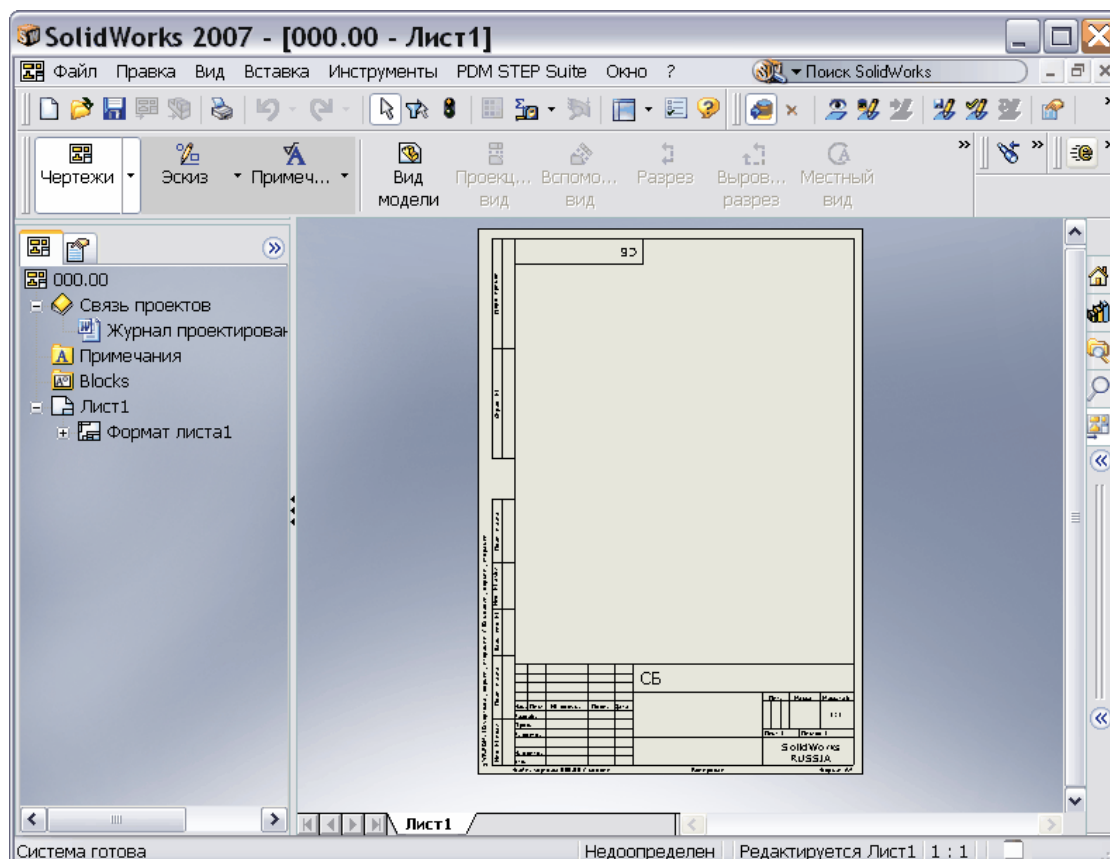 SolidWorks 2007 - [000.00 - Лист1]
Файл Правка Вид Вставка Инструменты PDM STEP Suite Окно ? Поиск SolidWorks
Чертежи Эскиз Примеч... Вид модели Проекц... вид Вспомо... вид Разрез Выров... разрез Местный вид
000.00
Связь проектов
Журнал проектирован
Примечания
Blocks
Лист1
Формат листа1
СБ
СБ
SolidWorks
RUSSIA
Лист1
Система готова Недоопределен Редактируется Лист1 1 : 1